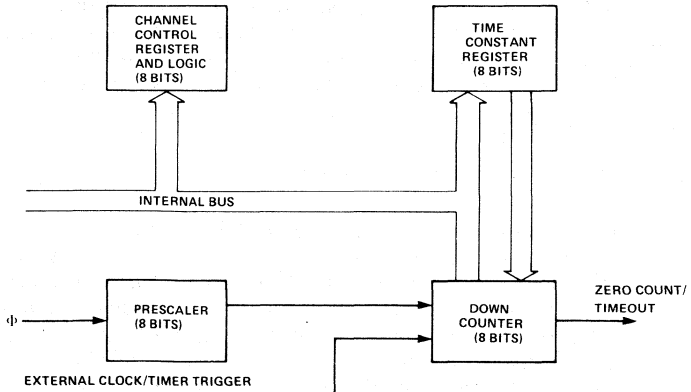 CHANNEL
CONTROL
REGISTER
AND LOGIC
(8 BITS)
TIME
CONSTANT
REGISTER
(8 BITS)
INTERNAL BUS
ZERO COUNT/
TIMEOUT
Φ
PRESCALER
(8 BITS)
DOWN
COUNTER
(8 BITS)
EXTERNAL CLOCK/TIMER TRIGGER